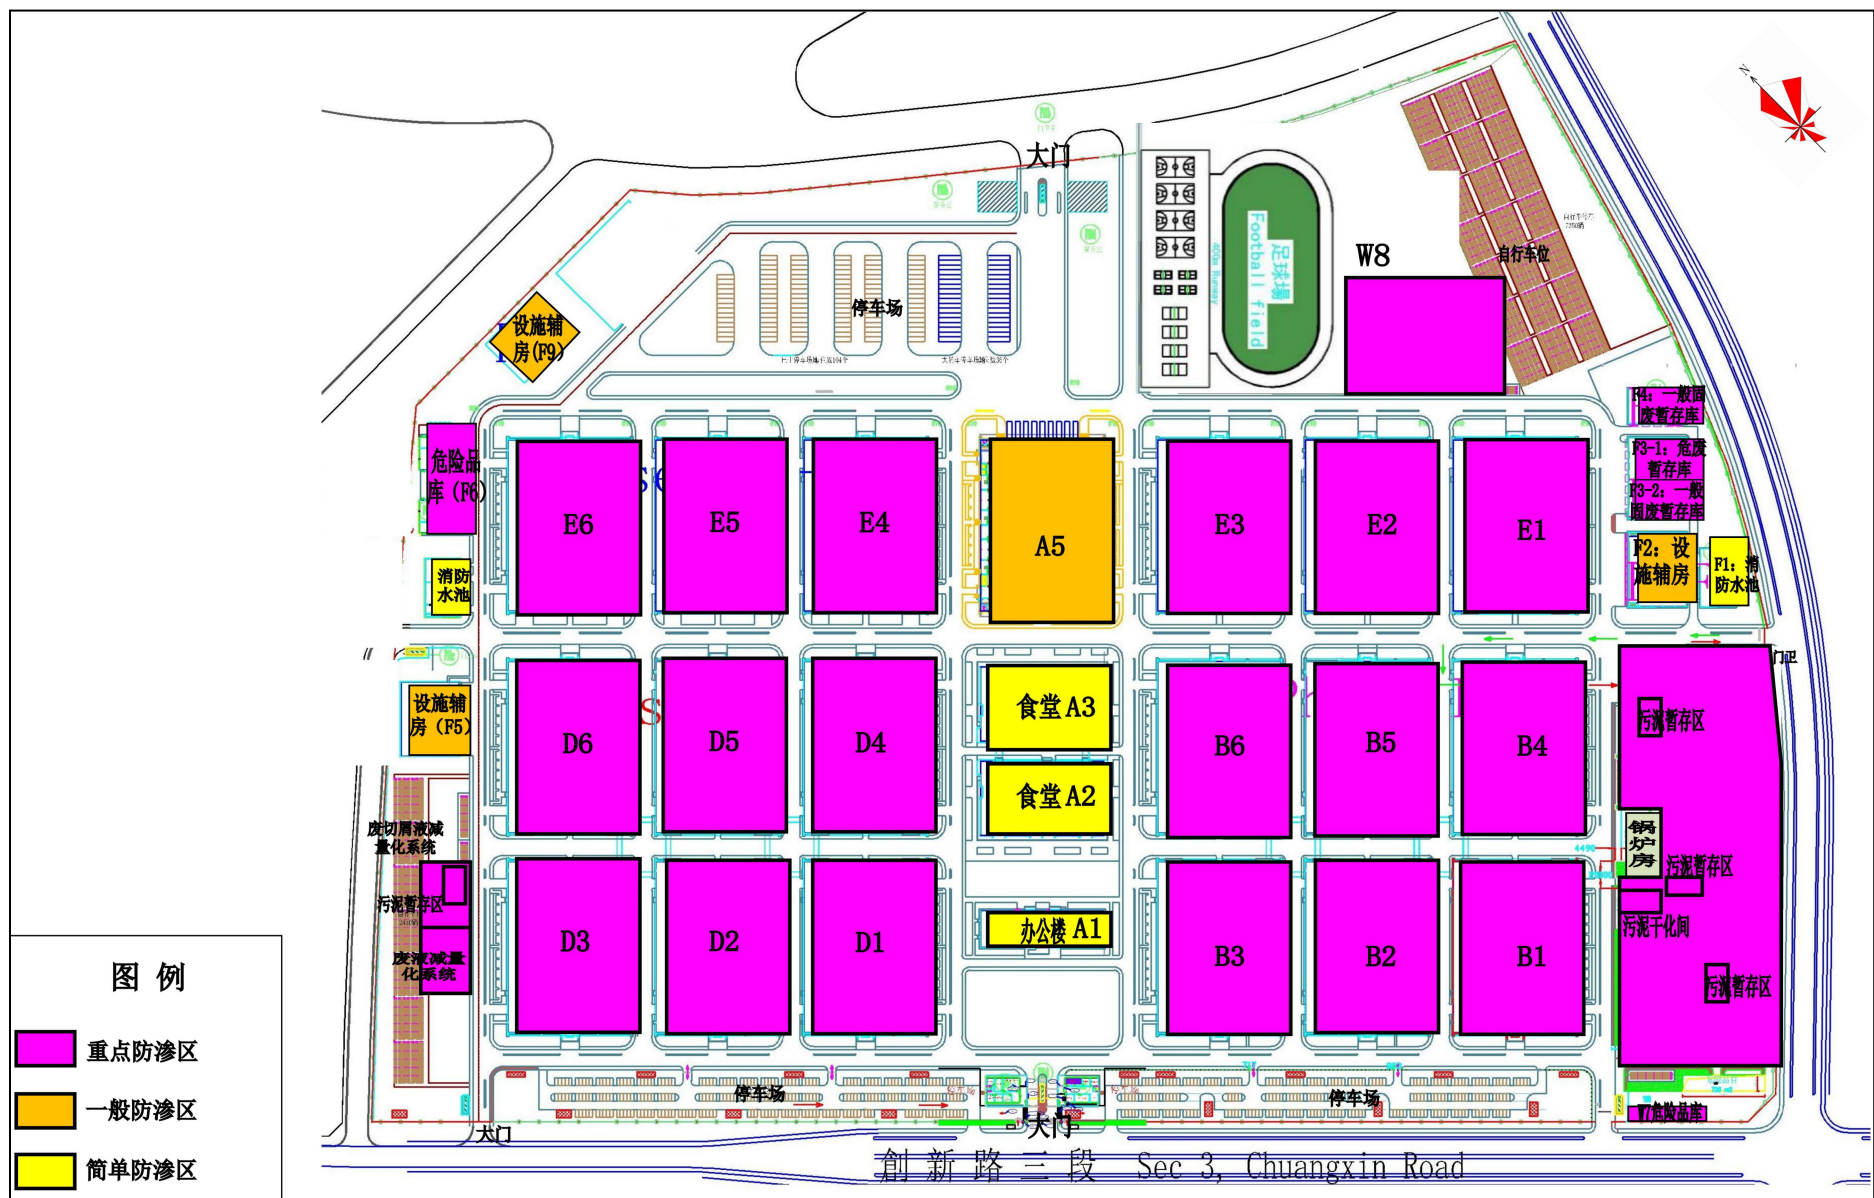 N
大门
足球場
Football field
400m Runway
W8
自行车位
停车场
设施辅
房(F9)
F4: 一般固
废暂存库
F3-1: 危废
暂存库
F3-2: 一般
固废暂存库
危险品
库 (F6)
E6
E5
E4
A5
E3
E2
E1
F2: 设
施辅房
F1: 消
防水池
消防
水池
门卫
设施辅
房 (F5)
D6
D5
D4
食堂 A3
食堂 A2
B6
B5
B4
污泥暂存区
锅
炉
房
4490
污泥暂存区
污泥干化间
污泥暂存区
废切屑液减
量化系统
污泥暂存区
废液减量
化系统
D3
D2
D1
办公楼 A1
B3
B2
B1
停车场
停车场
W7危险品库
大门
大门
創新路三段 Sec 3, Chuangxin Road
图 例
重点防渗区
一般防渗区
简单防渗区